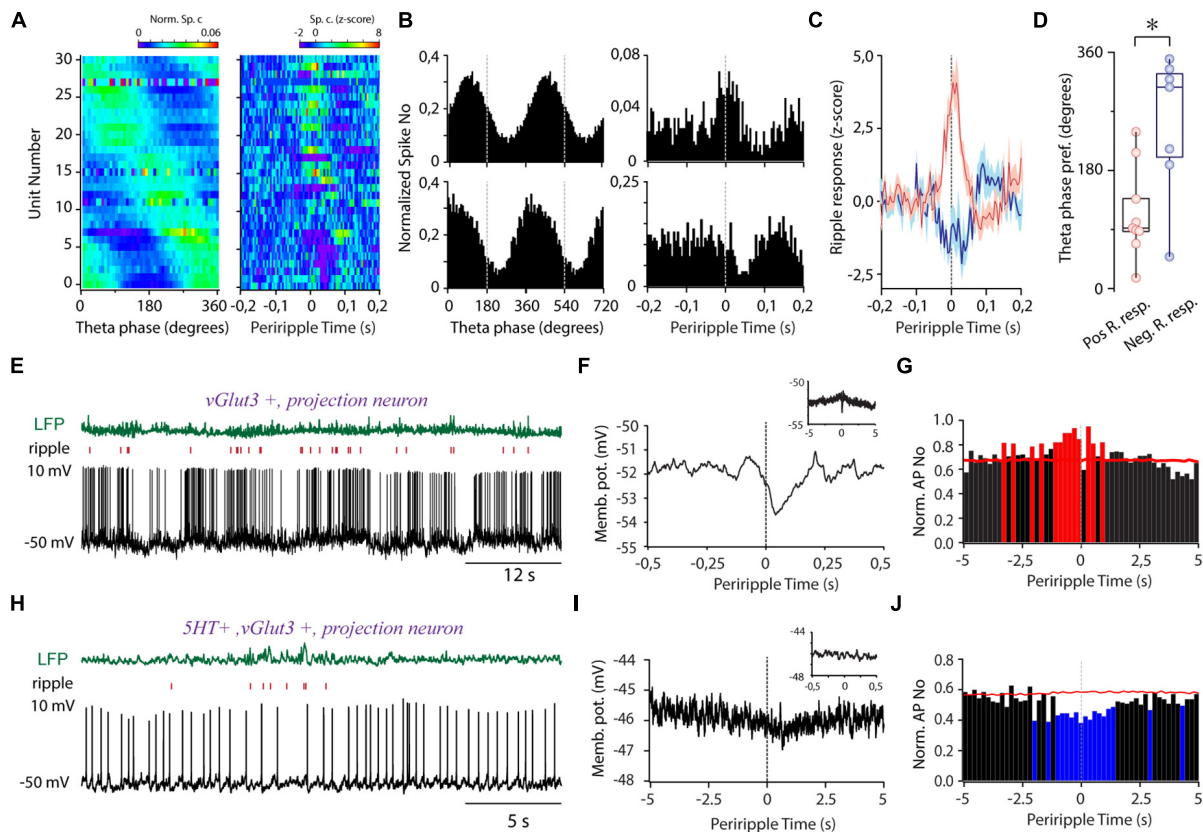 A
Norm. Sp. c
0 0.06
Sp. c. (z-score)
-2 8
Unit Number
30
25
20
15
10
5
0
0 180 360
Theta phase (degrees)
-0,2 -0,1 0 0,1 0,2
Periripple Time (s)
B
Normalized Spike No
0,4
0,2
0
0,08
0,04
0
0,4
0,2
0
0,25
0
0 180 360 540 720
Theta phase (degrees)
-0,2 -0,1 0 0,1 0,2
Periripple Time (s)
C
Ripple response (z-score)
5,0
2,5
0,0
-2,5
-0,2 -0,1 0 0,1 0,2
Periripple Time (s)
D
*
Theta phase pref. (degrees)
360
180
0
Pos R. resp.
Neg. R. resp.
E
vGlut3 +, projection neuron
LFP
ripple
10 mV
-50 mV
12 s
F
Memb. pot. (mV)
-50
-51
-52
-53
-54
-55
-50
-55
-5 0 5
-0,5 -0,25 0 0,25 0,5
Periripple Time (s)
G
Norm. AP No
1.0
0.8
0.6
0.4
0.2
0.0
-5 -2.5 0 2.5 5
Periripple Time (s)
H
5HT+ ,vGlut3 +, projection neuron
LFP
ripple
10 mV
-50 mV
5 s
I
Memb. pot. (mV)
-44
-45
-46
-47
-48
-44
-48
-0,5 0 0,5
-5 -2.5 0 2.5 5
Periripple Time (s)
J
Norm. AP No
0.8
0.6
0.4
0.2
0.0
-5 -2.5 0 2.5 5
Periripple Time (s)